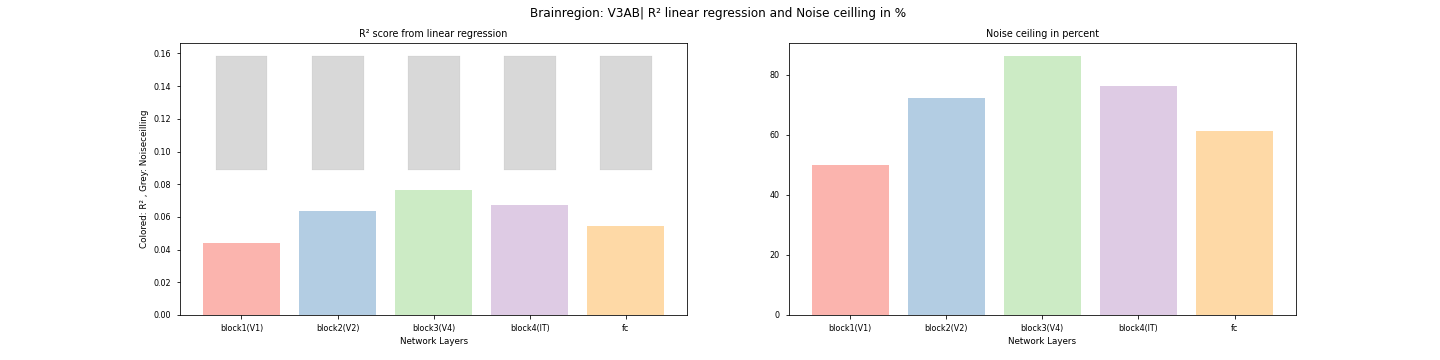 Brainregion: V3AB| R² linear regression and Noise ceilling in %
R² score from linear regression
Colored: R² , Grey: Noiseceilling
0.16
0.14
0.12
0.10
0.08
0.06
0.04
0.02
0.00
block1(V1) block2(V2) block3(V4) block4(IT) fc
Network Layers
Noise ceiling in percent
80
60
40
20
0
block1(V1) block2(V2) block3(V4) block4(IT) fc
Network Layers